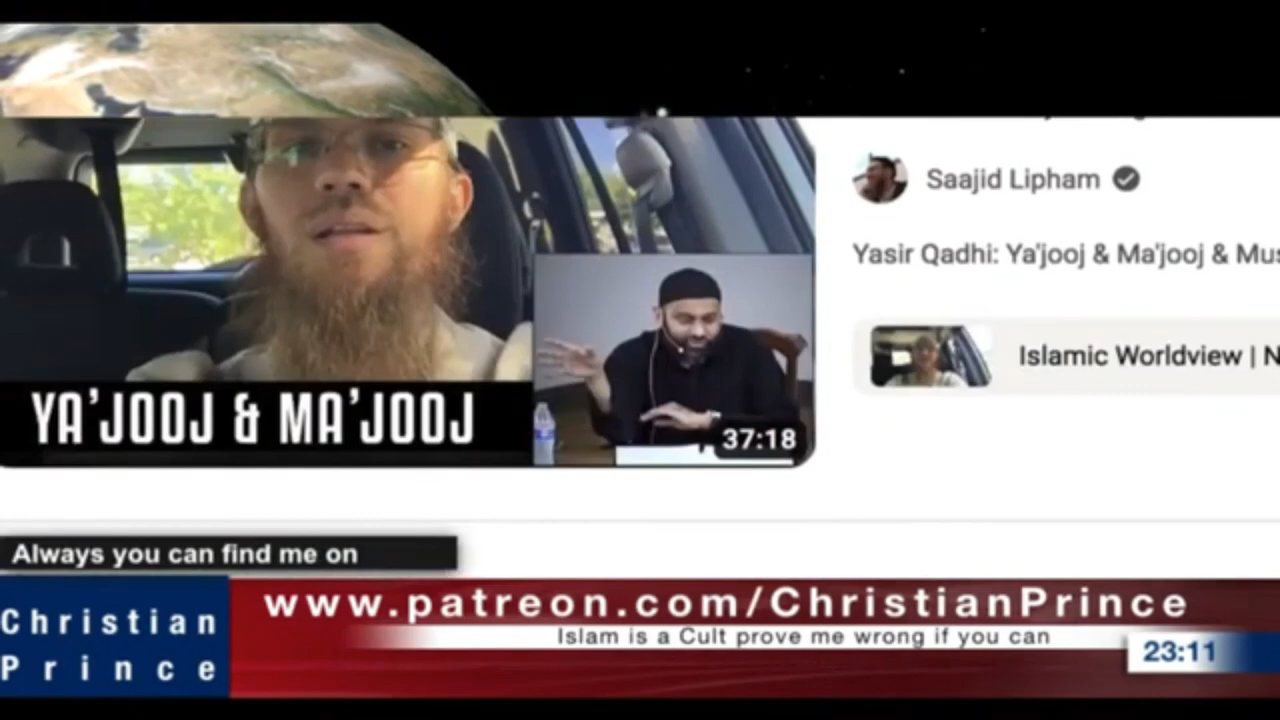 Saajid Lipham
Yasir Qadhi: Ya'jooj & Ma'jooj & Mus
Islamic Worldview | N
YA'JOOJ & MA'JOOJ
37:18
Always you can find me on
Christian
Prince
www.patreon.com/ChristianPrince
Islam is a Cult prove me wrong if you can
23:11